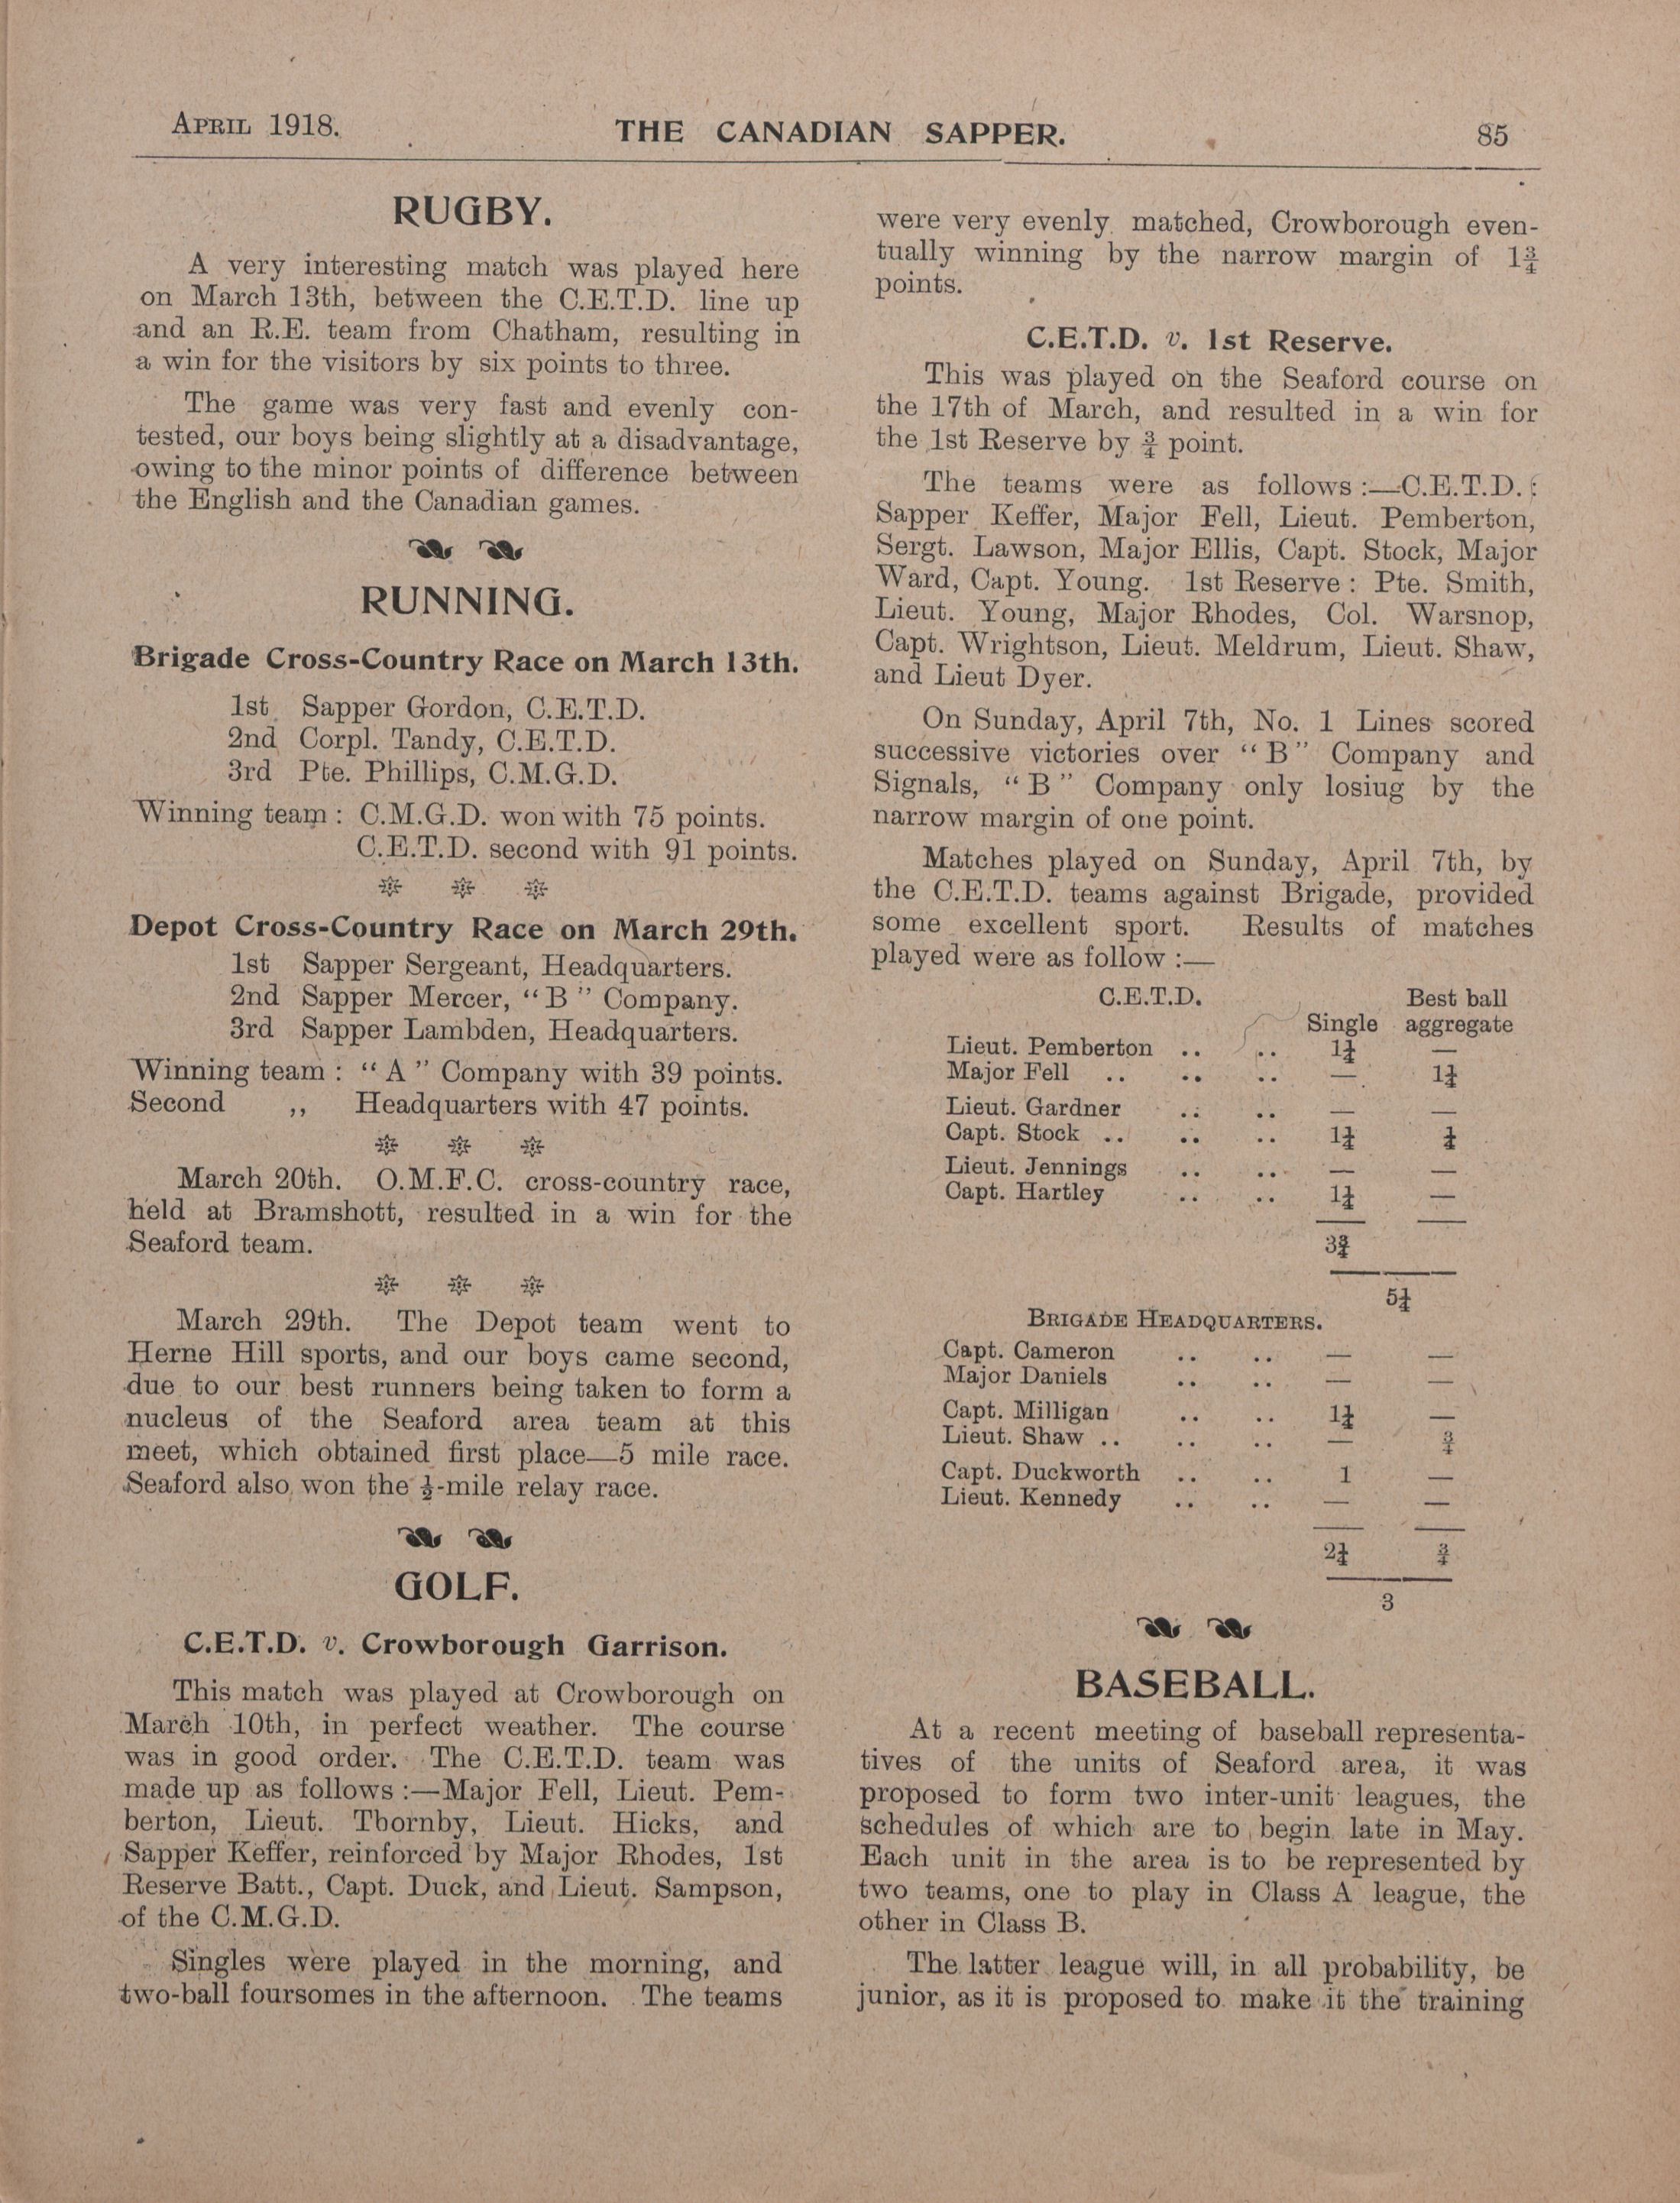 APRIL 1918.
THE CANADIAN SAPPER.
85
RUGBY.
A very interesting match was played here
on March 13th, between the C.E.T.D. line up
and an R.E. team from Chatham, resulting in
a win for the visitors by six points to three.
The game was very fast and evenly con-
tested, our boys being slightly at a disadvantage,
owing to the minor points of difference between
the English and the Canadian games.
RUNNING.
Brigade Cross-Country Race on March 13th.
1st Sapper Gordon, C.E.T.D.
2nd Corpl. Tandy, C.E.T.D.
3rd Pte. Phillips, C.M.G.D.
Winning team : C.M.G.D. won with 75 points.
C.E.T.D. second with 91 points.
Depot Cross-Country Race on March 29th.
1st Sapper Sergeant, Headquarters.
2nd Sapper Mercer, “B” Company.
3rd Sapper Lambden, Headquarters.
Winning team : “A” Company with 39 points.
Second ,, Headquarters with 47 points.
March 20th. O.M.F.C. cross-country race,
held at Bramshott, resulted in a win for the
Seaford team.
March 29th. The Depot team went to
Herne Hill sports, and our boys came second,
due to our best runners being taken to form a
nucleus of the Seaford area team at this
meet, which obtained first place—5 mile race.
Seaford also won the -mile relay race.
GOLF.
C.E.T.D. v. Crowborough Garrison.
This match was played at Crowborough on
March 10th, in perfect weather. The course
was in good order. The C.E.T.D. team was
made up as follows :—Major Fell, Lieut. Pem-
berton, Lieut. Thornby, Lieut. Hicks, and
Sapper Keffer, reinforced by Major Rhodes, 1st
Reserve Batt., Capt. Duck, and Lieut. Sampson,
of the C.M.G.D.
Singles were played in the morning, and
two-ball foursomes in the afternoon. The teams
were very evenly matched, Crowborough even-
tually winning by the narrow margin of 1¾
points.
C.E.T.D. v. 1st Reserve.
This was played on the Seaford course on
the 17th of March, and resulted in a win for
the 1st Reserve by ¾ point.
The teams were as follows :—C.E.T.D. :
Sapper Keffer, Major Fell, Lieut. Pemberton,
Sergt. Lawson, Major Ellis, Capt. Stock, Major
Ward, Capt. Young. 1st Reserve : Pte. Smith,
Lieut. Young, Major Rhodes, Col. Warsnop,
Capt. Wrightson, Lieut. Meldrum, Lieut. Shaw,
and Lieut Dyer.
On Sunday, April 7th, No. 1 Lines scored
successive victories over “B” Company and
Signals, “B” Company only losiug by the
narrow margin of one point.
Matches played on Sunday, April 7th, by
the C.E.T.D. teams against Brigade, provided
some excellent sport. Results of matches
played were as follow :—
C.E.T.D. Best ball
Single aggregate
Lieut. Pemberton .. .. 1¼ —
Major Fell .. .. .. — 1¼
Lieut. Gardner .. .. — —
Capt. Stock .. .. .. 1¼ ¼
Lieut. Jennings .. .. — —
Capt. Hartley .. .. 1¼ —
3¾
5¼
BRIGADE HEADQUARTERS.
Capt. Cameron .. .. — —
Major Daniels .. .. — —
Capt. Milligan .. .. 1¼ —
Lieut. Shaw .. .. .. — ¾
Capt. Duckworth .. .. 1 —
Lieut. Kennedy .. .. — —
2¼ ¾
3
BASEBALL.
At a recent meeting of baseball representa-
tives of the units of Seaford area, it was
proposed to form two inter-unit leagues, the
schedules of which are to begin late in May.
Each unit in the area is to be represented by
two teams, one to play in Class A league, the
other in Class B.
The latter league will, in all probability, be
junior, as it is proposed to make it the training